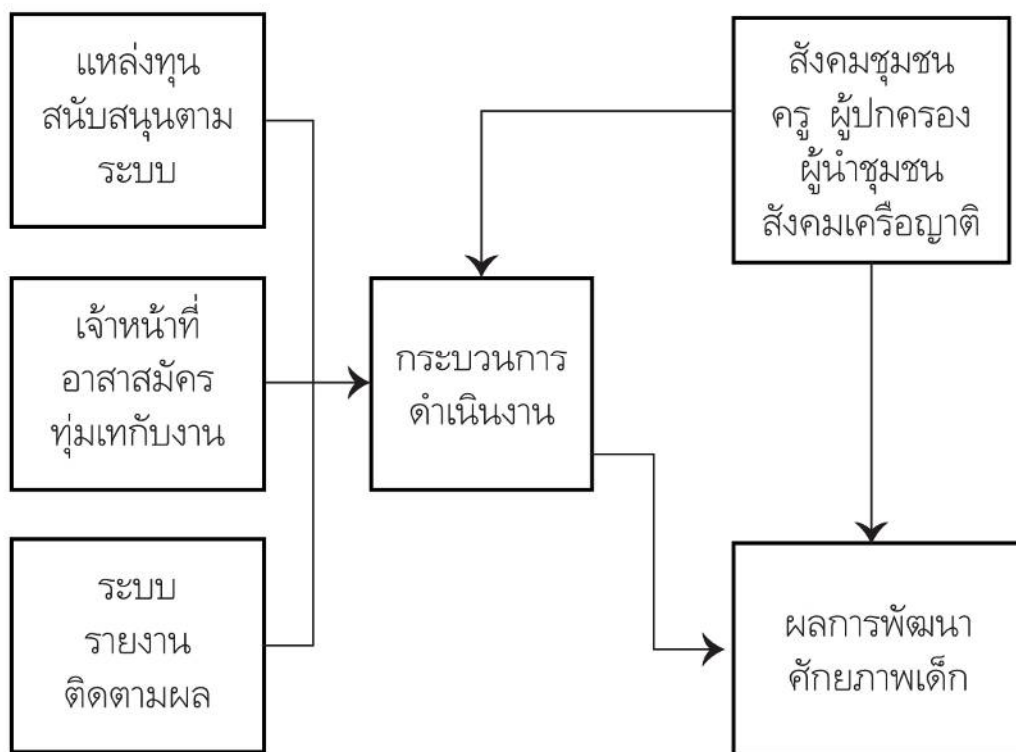 แหล่งทุน
สนับสนุนตาม
ระบบ
สังคมชุมชน
ครู ผู้ปกครอง
ผู้นำชุมชน
สังคมเครือญาติ
เจ้าหน้าที่
อาสาสมัคร
ทุ่มเทกับงาน
กระบวนการ
ดำเนินงาน
ระบบ
รายงาน
ติดตามผล
ผลการพัฒนา
ศักยภาพเด็ก